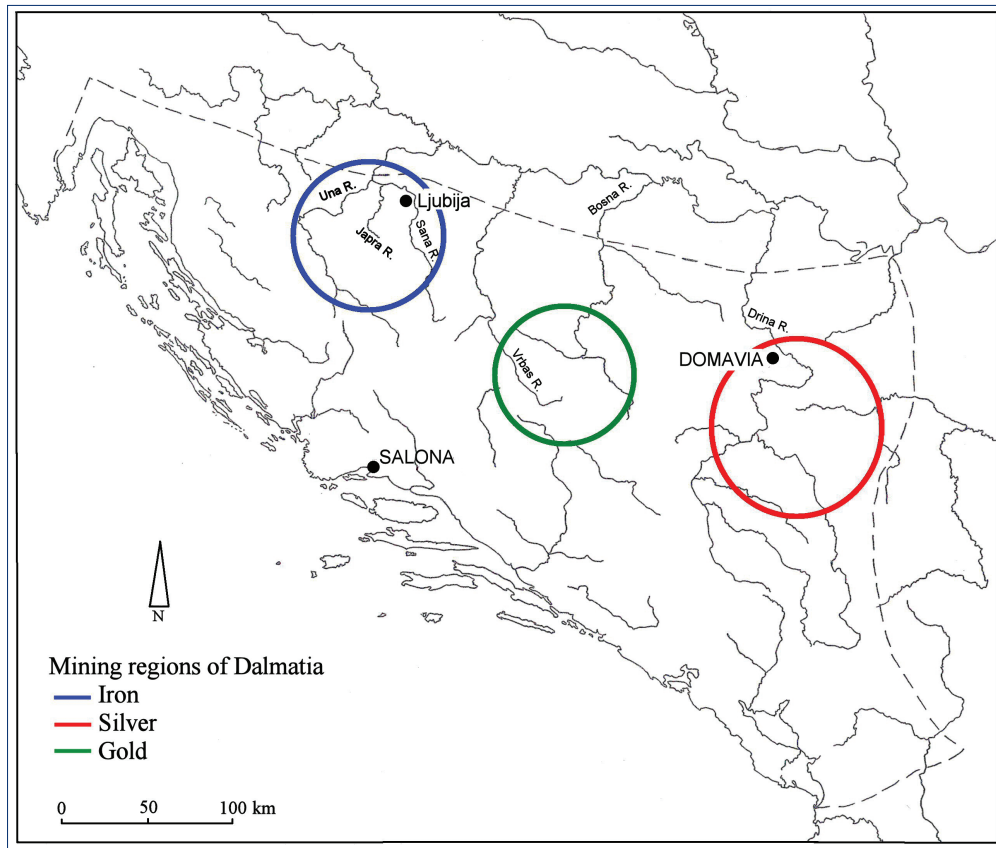 Una R.
Ljubija
Japra R.
Sana R.
Bosna R.
Vrbas R.
Drina R.
DOMAVIA
SALONA
N
Mining regions of Dalmatia
Iron
Silver
Gold
0 50 100 km